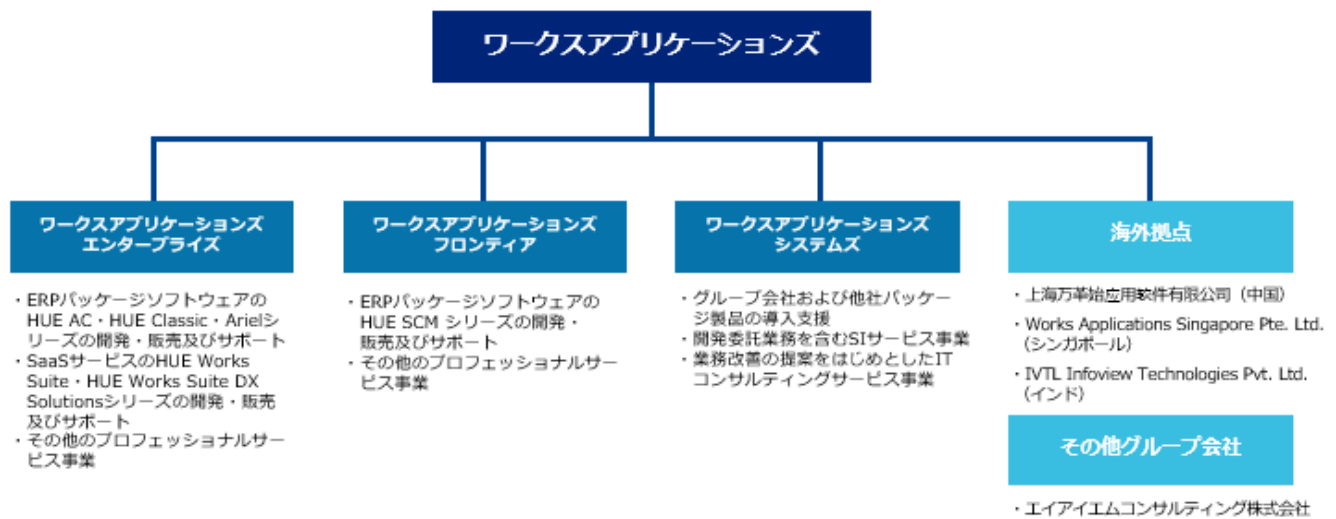 ワークスアプリケーションズ
ワークスアプリケーションズ
エンタープライズ
・ERPパッケージソフトウェアの
HUE AC・HUE Classic・Arielシ
リーズの開発・販売及びサポート
・SaaSサービスのHUE Works
Suite・HUE Works Suite DX
Solutionsシリーズの開発・販売
及びサポート
・その他のプロフェッショナルサー
ビス事業
ワークスアプリケーションズ
フロンティア
・ERPパッケージソフトウェアの
HUE SCM シリーズの開発・
販売及びサポート
・その他のプロフェッショナルサー
ビス事業
ワークスアプリケーションズ
システムズ
・グループ会社および他社パッケー
ジ製品の導入支援
・開発委託業務を含むSIサービス事業
・業務改善の提案をはじめとしたIT
コンサルティングサービス事業
海外拠点
・上海万革始应用软件有限公司（中国）
・Works Applications Singapore Pte. Ltd.
（シンガポール）
・IVTL Infoview Technologies Pvt. Ltd.
（インド）
その他グループ会社
・エイアイエムコンサルティング株式会社